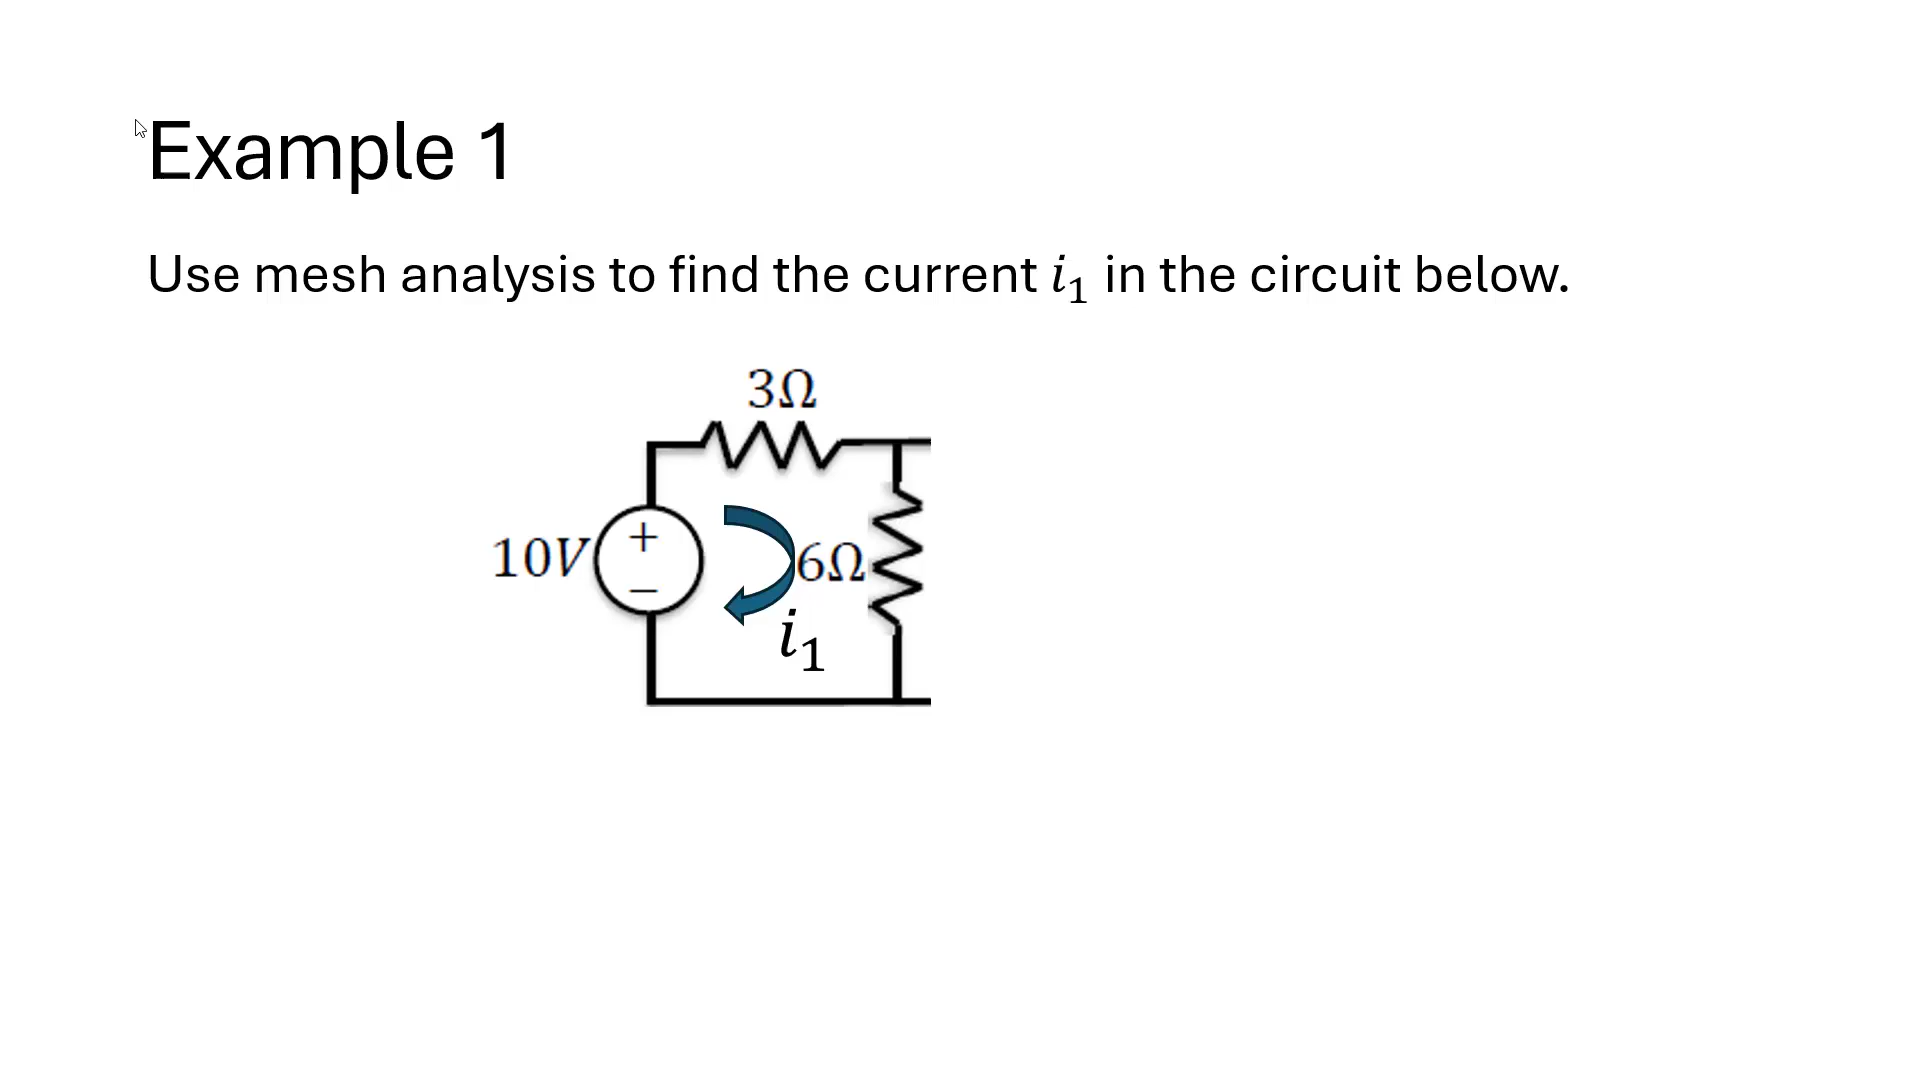 Example 1
Use mesh analysis to find the current i₁ in the circuit below.
3Ω
10V
+
−
6Ω
i₁